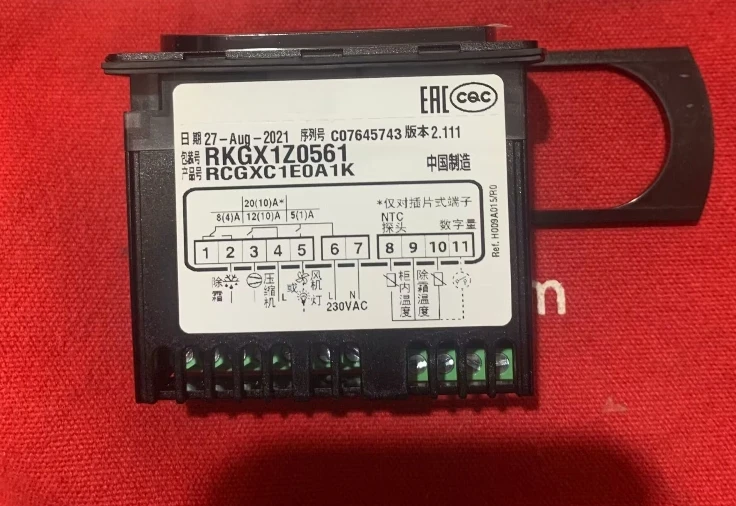 EAC CQC
日期 27-Aug-2021 序列号 C07645743 版本 2.111
包装号 RKGX1Z0561
产品号 RCGXC1E0A1K
中国制造
20(10)A*
8(4)A 12(10)A 5(1)A
*仅对插片式端子
NTC
探头 数字量
1 2 3 4 5 6 7 8 9 10 11
除霜
压缩机
L
或
风机
灯
L N
230VAC
柜内温度
除霜温度
Ref. H009A015/R0
n